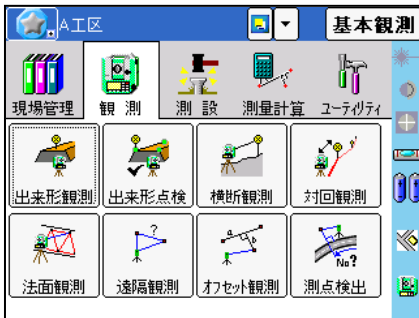 A工区 基本観測
現場管理 観測 測設 測量計算 ユーティリティ
出来形観測 出来形点検 横断観測 対回観測
?
No?
法面観測 遠隔観測 オフセット観測 測点検出